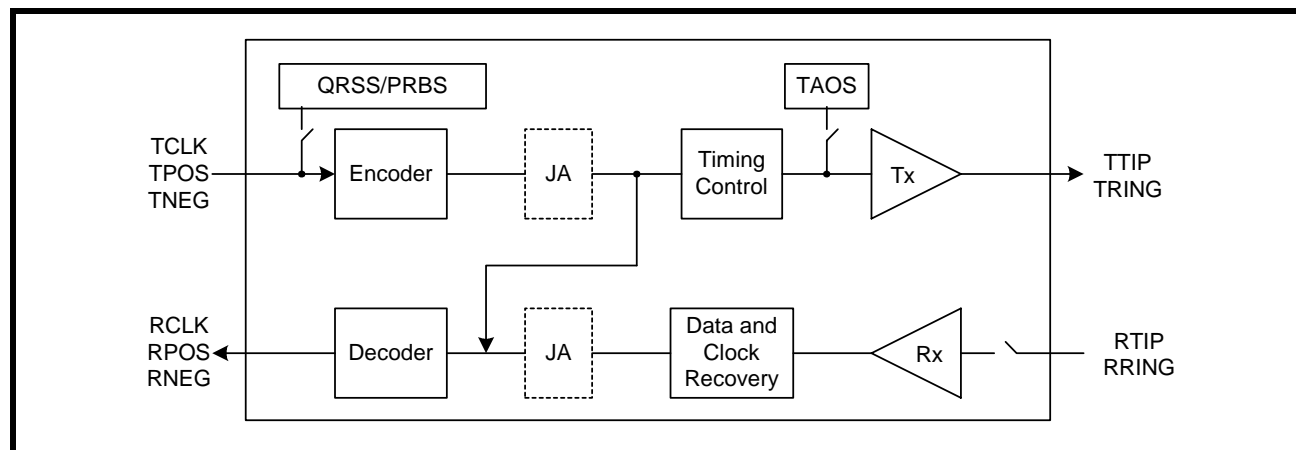 QRSS/PRBS
TAOS
TCLK
TPOS
TNEG
Encoder
JA
Timing
Control
Tx
TTIP
TRING
RCLK
RPOS
RNEG
Decoder
JA
Data and
Clock
Recovery
Rx
RTIP
RRING